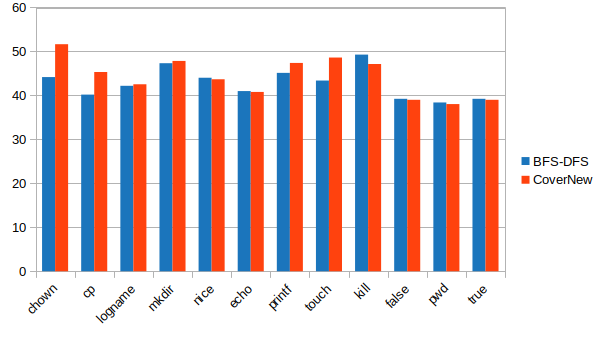 60
50
40
30
20
10
0
chown
cp
logname
mkdir
nice
echo
printf
touch
kill
false
pwd
true
BFS-DFS
CoverNew